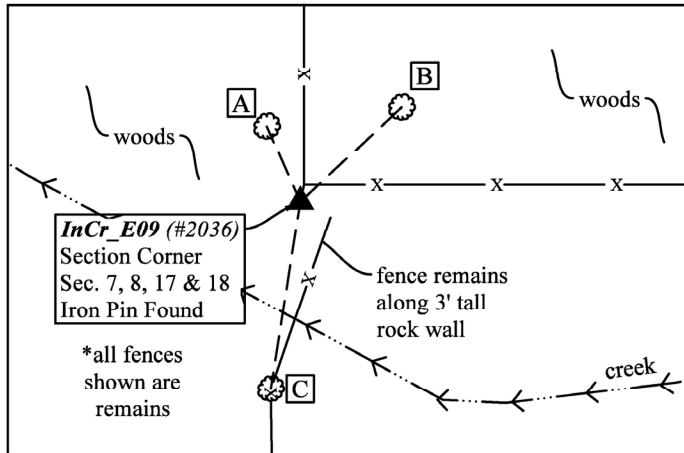 B
A
woods
woods
x
x
x
x
InCr_E09 (#2036)
Section Corner
Sec. 7, 8, 17 & 18
Iron Pin Found
x
fence remains
along 3' tall
rock wall
*all fences
shown are
remains
x
C
creek